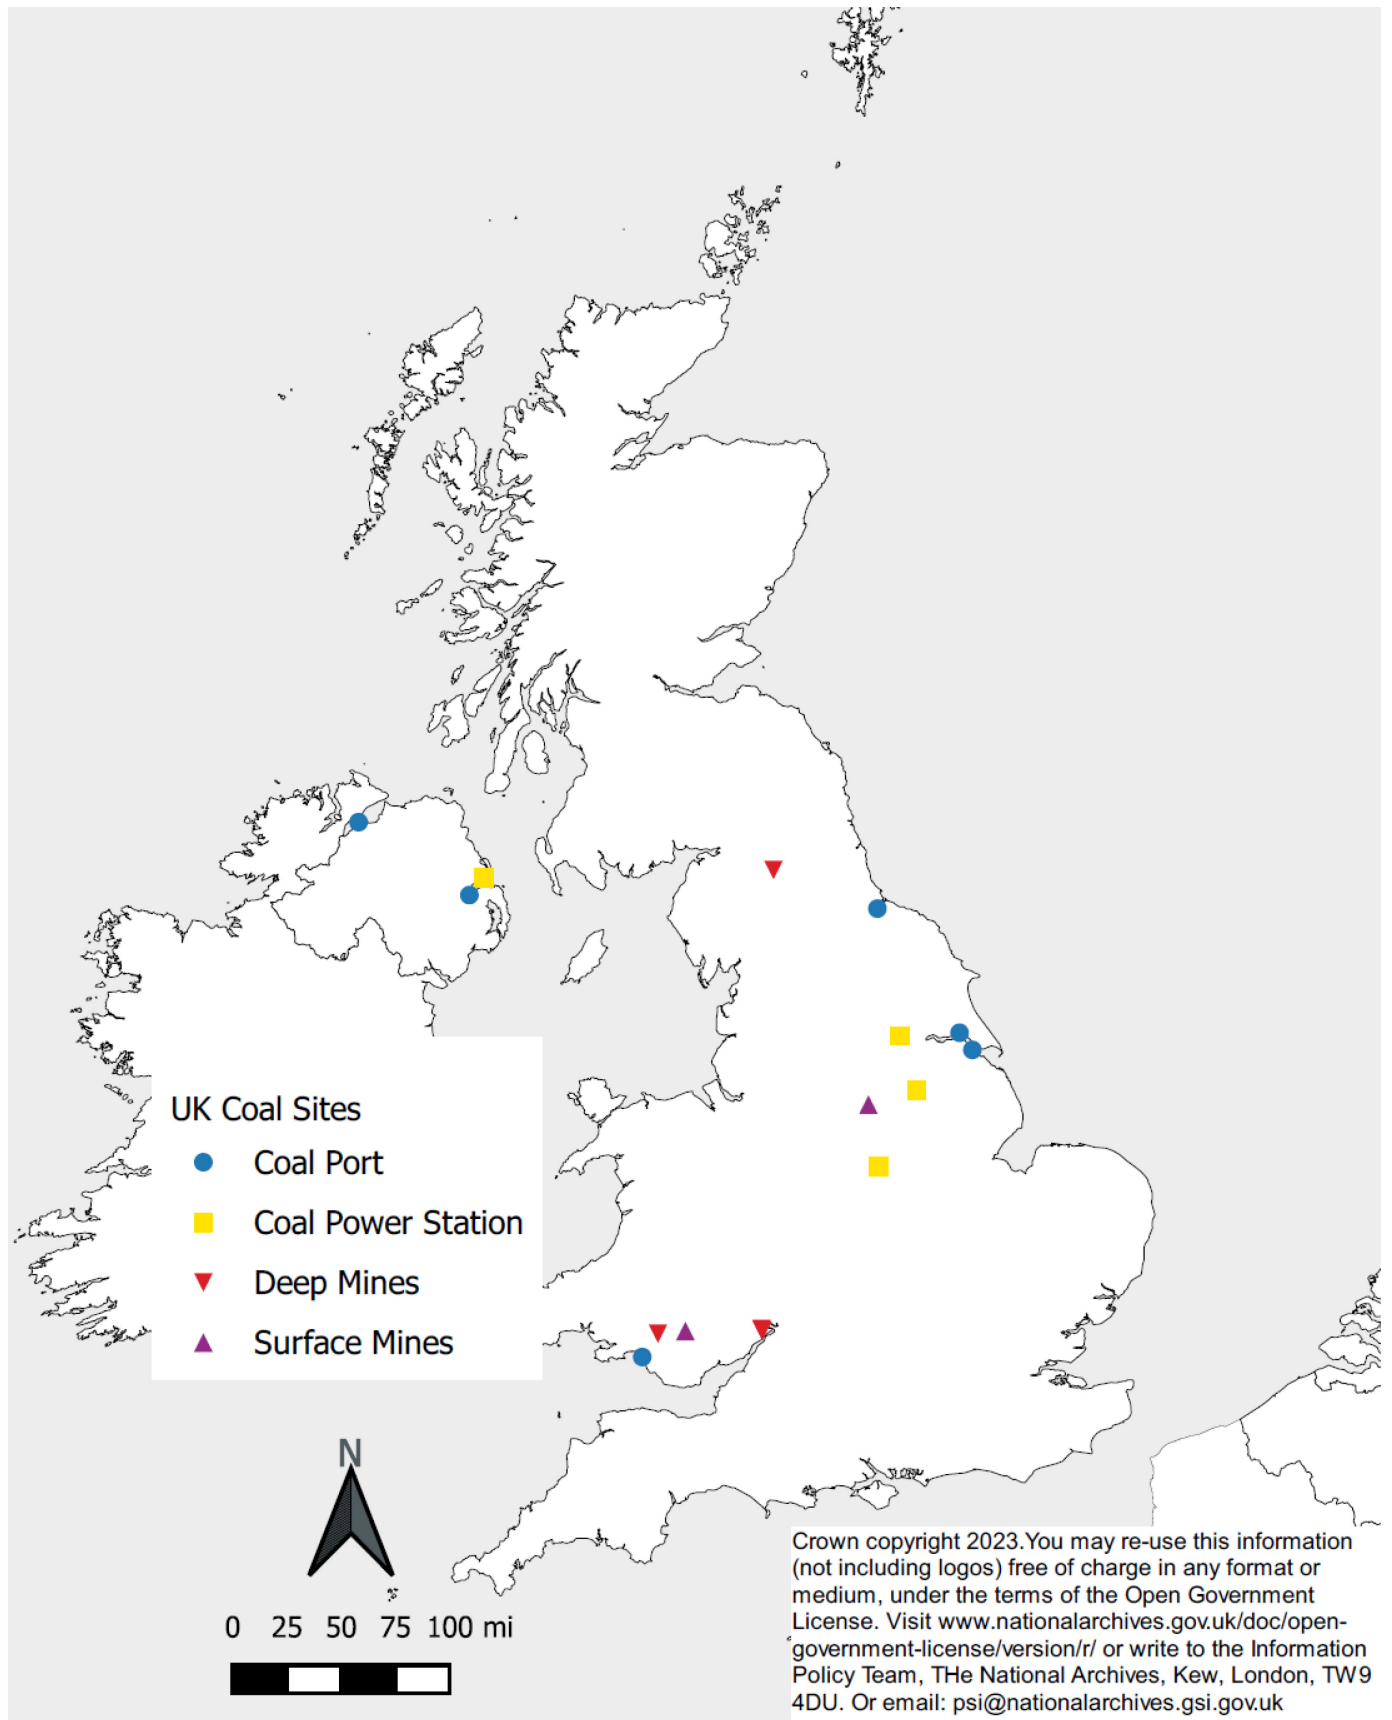 UK Coal Sites
Coal Port
Coal Power Station
Deep Mines
Surface Mines
N
0 25 50 75 100 mi
Crown copyright 2023.You may re-use this information
(not including logos) free of charge in any format or
medium, under the terms of the Open Government
License. Visit www.nationalarchives.gov.uk/doc/open-
government-license/version/r/ or write to the Information
Policy Team, THe National Archives, Kew, London, TW9
4DU. Or email: psi@nationalarchives.gsi.gov.uk